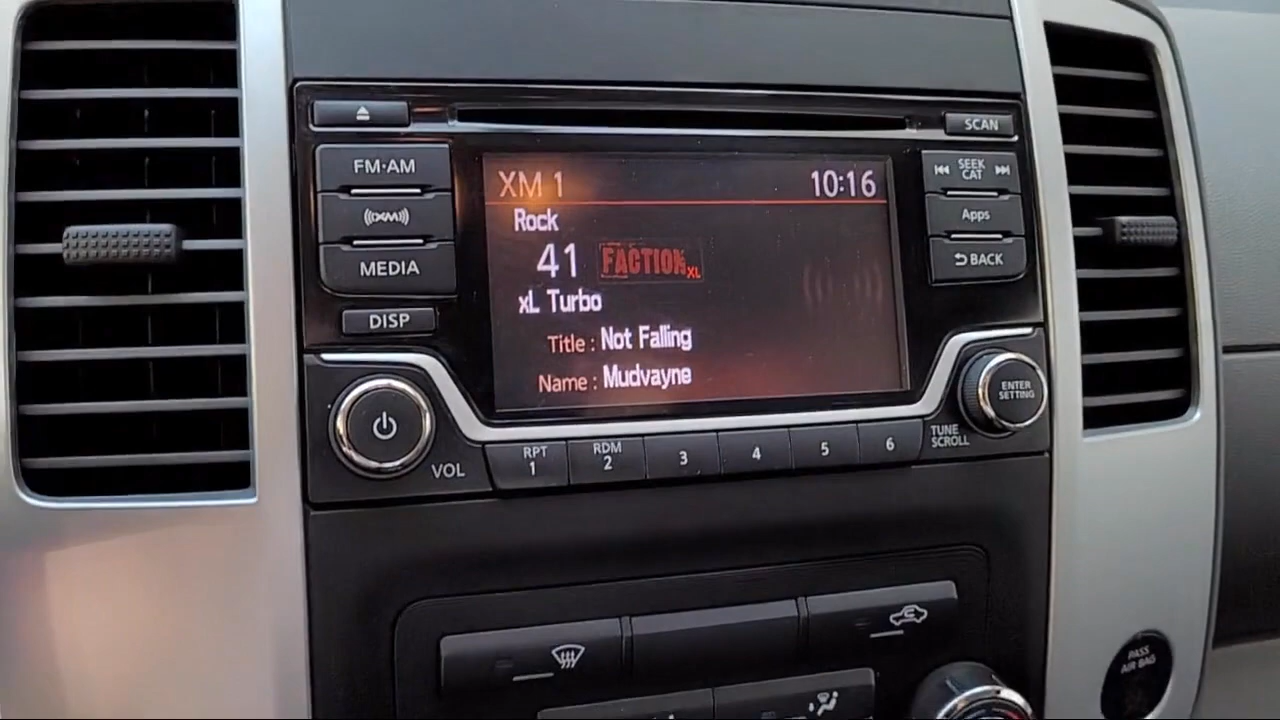 SCAN
FM·AM
XM
MEDIA
DISP
VOL
XM 1
10:16
Rock
41 FACTION XL
xL Turbo
Title : Not Falling
Name : Mudvayne
SEEK
CAT
Apps
BACK
ENTER
SETTING
TUNE
SCROLL
RPT
1
RDM
2
3
4
5
6
PASS
AIR BAG